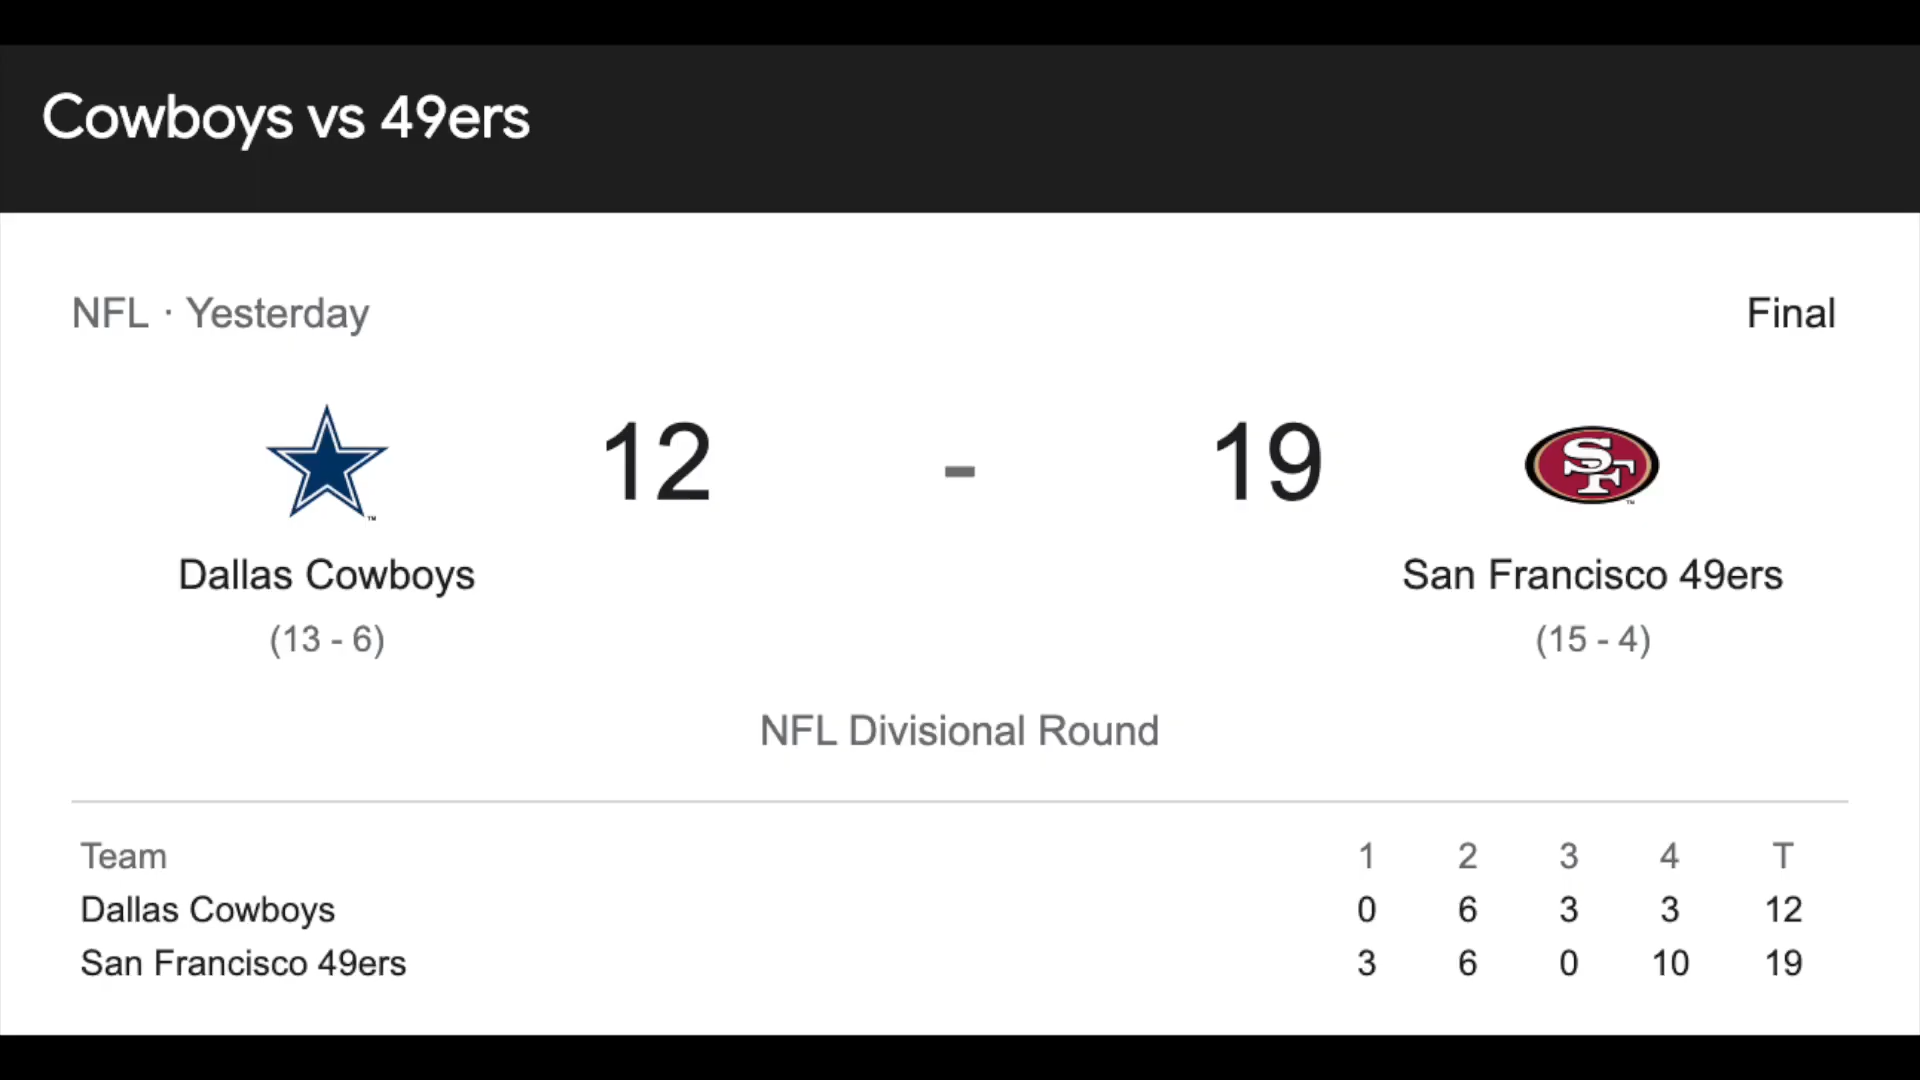 Cowboys vs 49ers
NFL · Yesterday Final
12 - 19
SF
Dallas Cowboys San Francisco 49ers
(13 - 6) (15 - 4)
NFL Divisional Round
Team 1 2 3 4 T
Dallas Cowboys 0 6 3 3 12
San Francisco 49ers 3 6 0 10 19